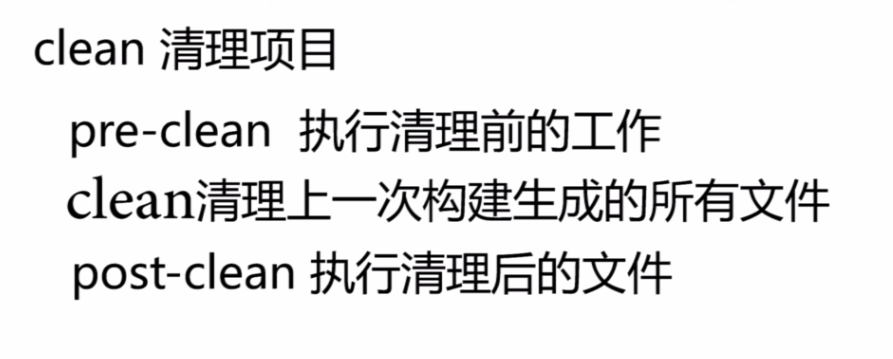 clean 清理项目
pre-clean 执行清理前的工作
clean清理上一次构建生成的所有文件
post-clean 执行清理后的文件